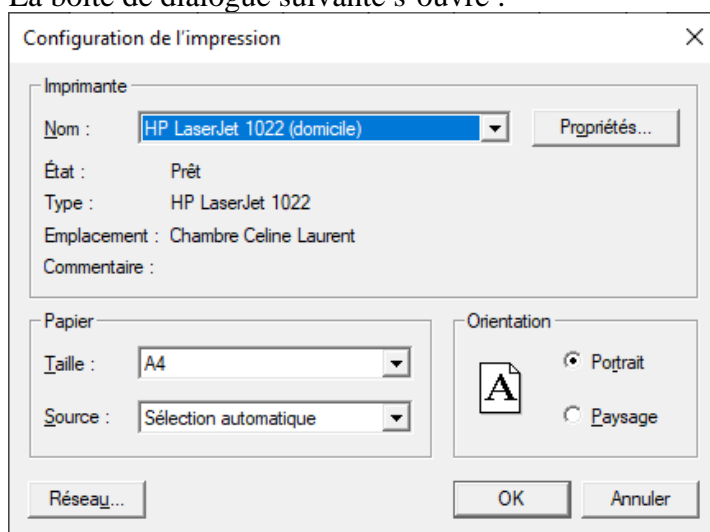 La boîte de dialogue suivante s'ouvre :
Configuration de l'impression
Imprimante
Nom : HP LaserJet 1022 (domicile) Propriétés...
État : Prêt
Type : HP LaserJet 1022
Emplacement : Chambre Celine Laurent
Commentaire :
Papier
Taille : A4
Source : Sélection automatique
Orientation
A
Portrait
Paysage
Réseau... OK Annuler